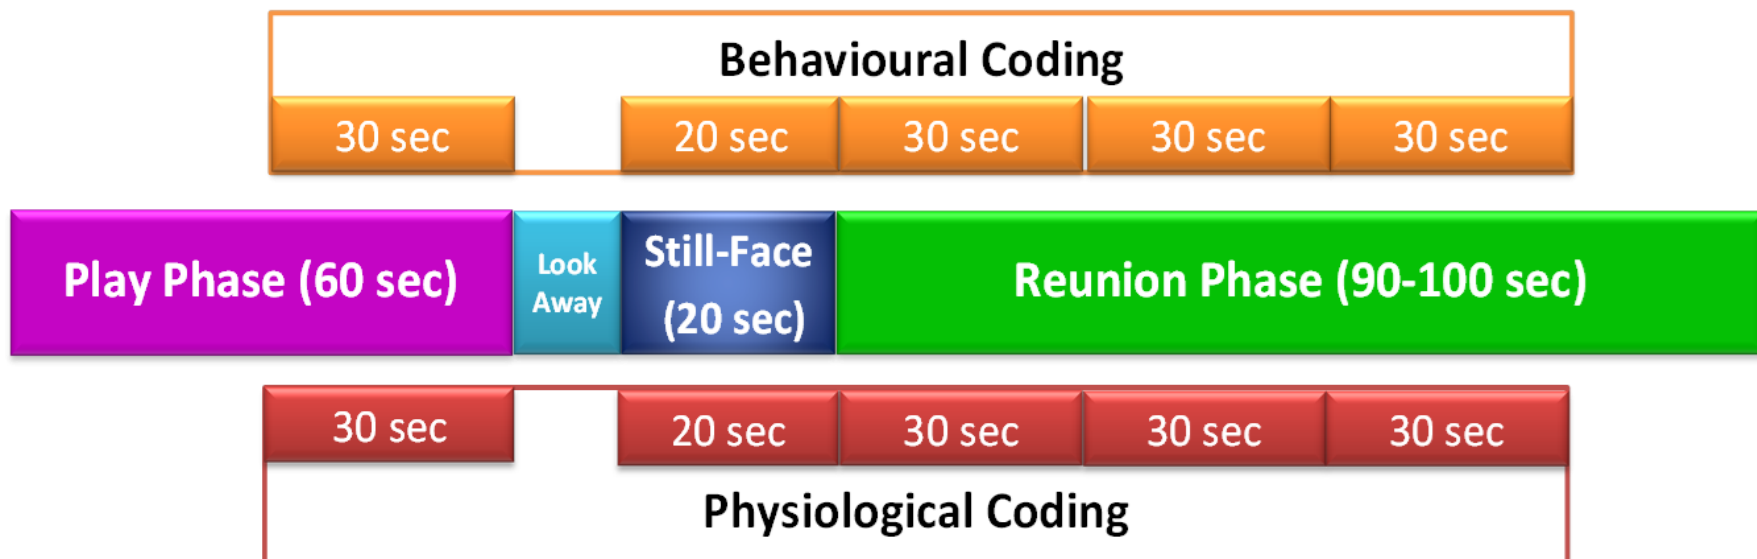 Behavioural Coding
30 sec
20 sec
30 sec
30 sec
30 sec
Play Phase (60 sec)
Look
Away
Still-Face
(20 sec)
Reunion Phase (90-100 sec)
30 sec
20 sec
30 sec
30 sec
30 sec
Physiological Coding